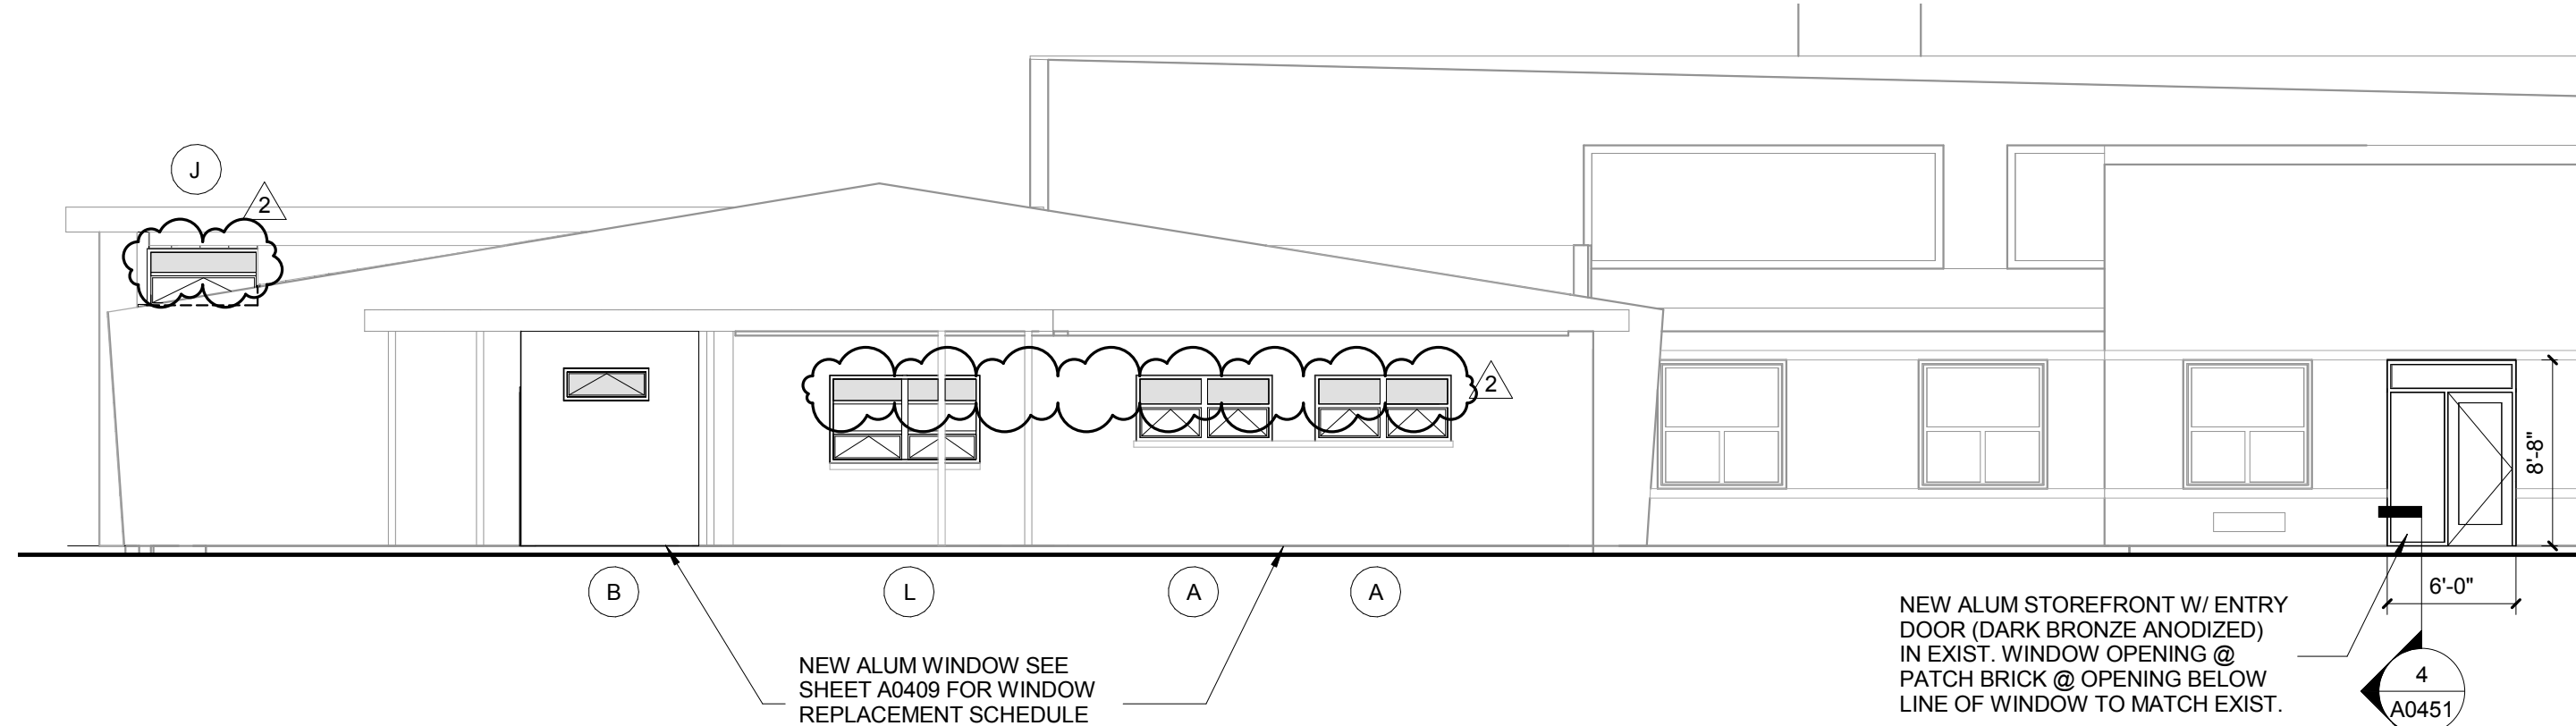 J
2
2
8'-8"
6'-0"
B
L
A
A
NEW ALUM WINDOW SEE
SHEET A0409 FOR WINDOW
REPLACEMENT SCHEDULE
NEW ALUM STOREFRONT W/ ENTRY
DOOR (DARK BRONZE ANODIZED)
IN EXIST. WINDOW OPENING @
PATCH BRICK @ OPENING BELOW
LINE OF WINDOW TO MATCH EXIST.
4
A0451